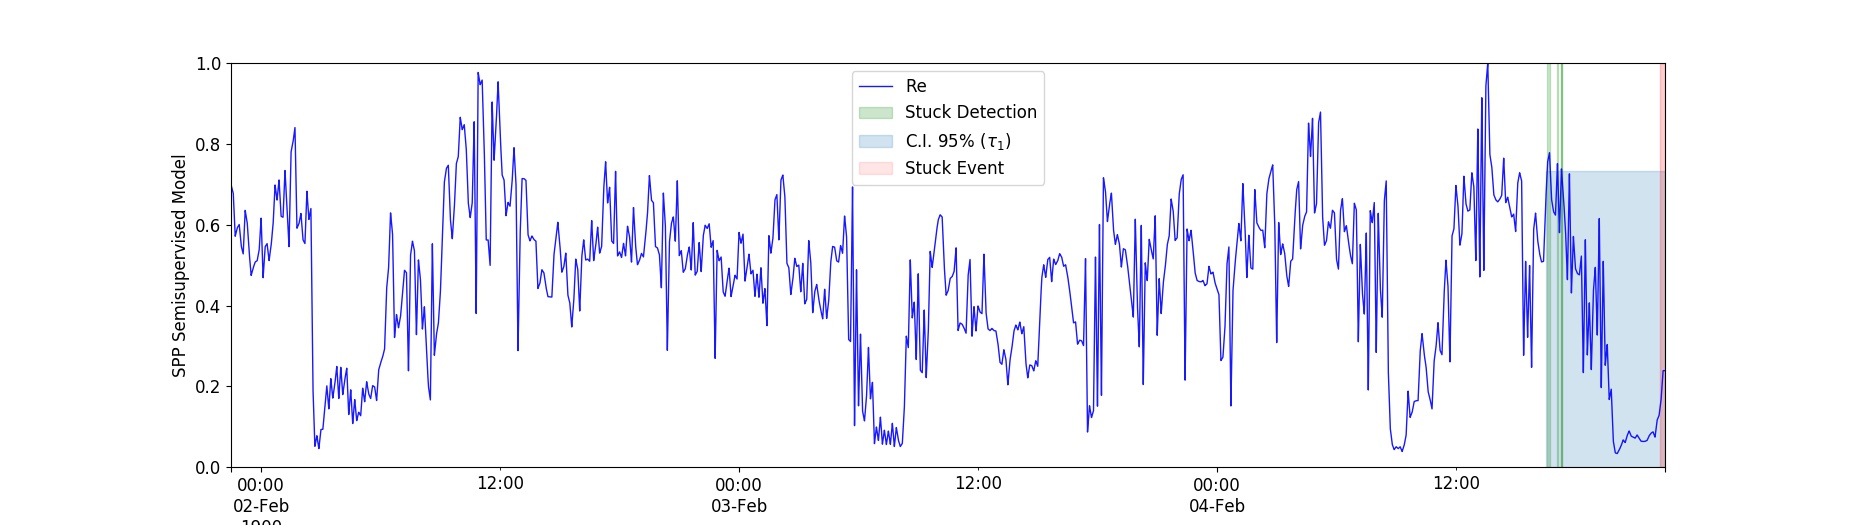 SPP Semisupervised Model
1.0
0.8
0.6
0.4
0.2
0.0
Re
Stuck Detection
C.I. 95% (τ₁)
Stuck Event
00:00 12:00 00:00 12:00 00:00 12:00
02-Feb 03-Feb 04-Feb
1900